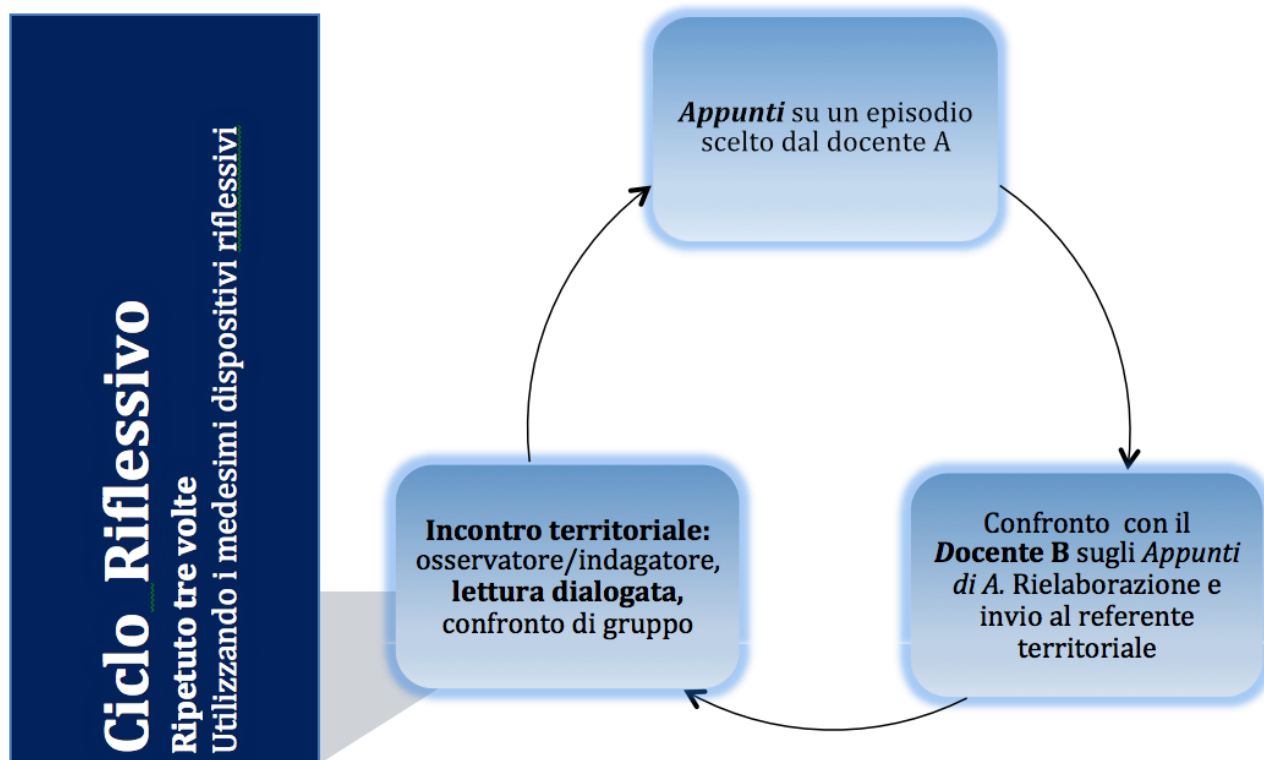 Ciclo Riflessivo
Ripetuto tre volte
Utilizzando i medesimi dispositivi riflessivi
Appunti su un episodio
scelto dal docente A
Confronto con il
Docente B sugli Appunti
di A. Rielaborazione e
invio al referente
territoriale
Incontro territoriale:
osservatore/indagatore,
lettura dialogata,
confronto di gruppo